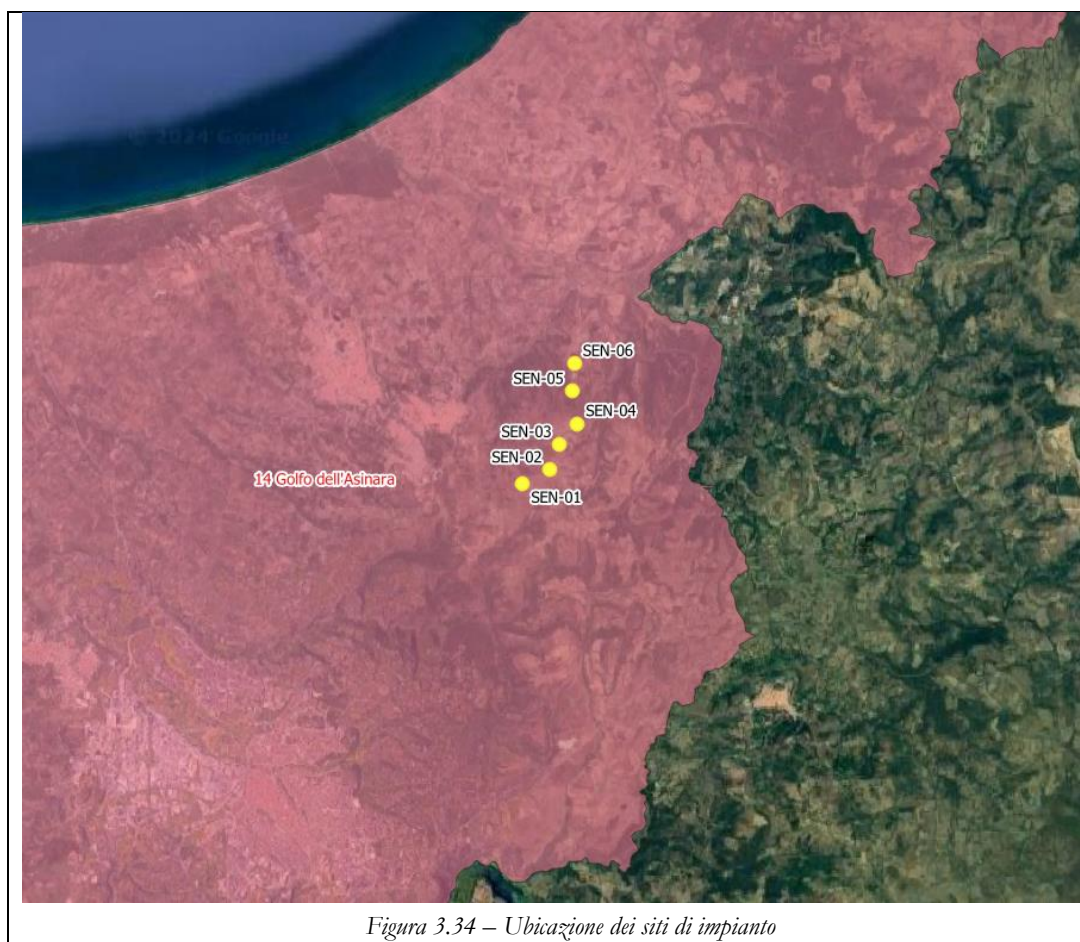 © 2024 Google
SEN-06
SEN-05
SEN-04
SEN-03
SEN-02
14 Golfo dell'Asinara
SEN-01
Figura 3.34 – Ubicazione dei siti di impianto